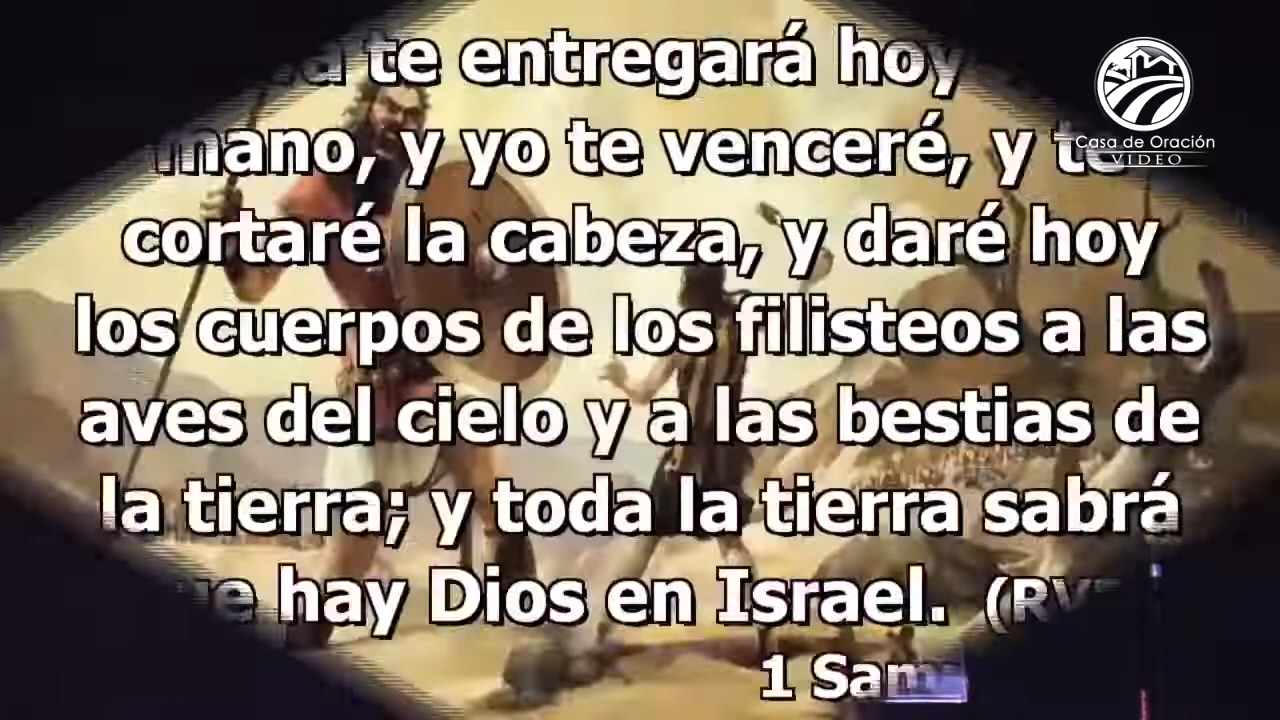 te entregará hoy
mano, y yo te venceré, y te
cortaré la cabeza, y daré hoy
los cuerpos de los filisteos a las
aves del cielo y a las bestias de
la tierra; y toda la tierra sabrá
hay Dios en Israel.
1 Sam
Casa de Oración
VIDEO